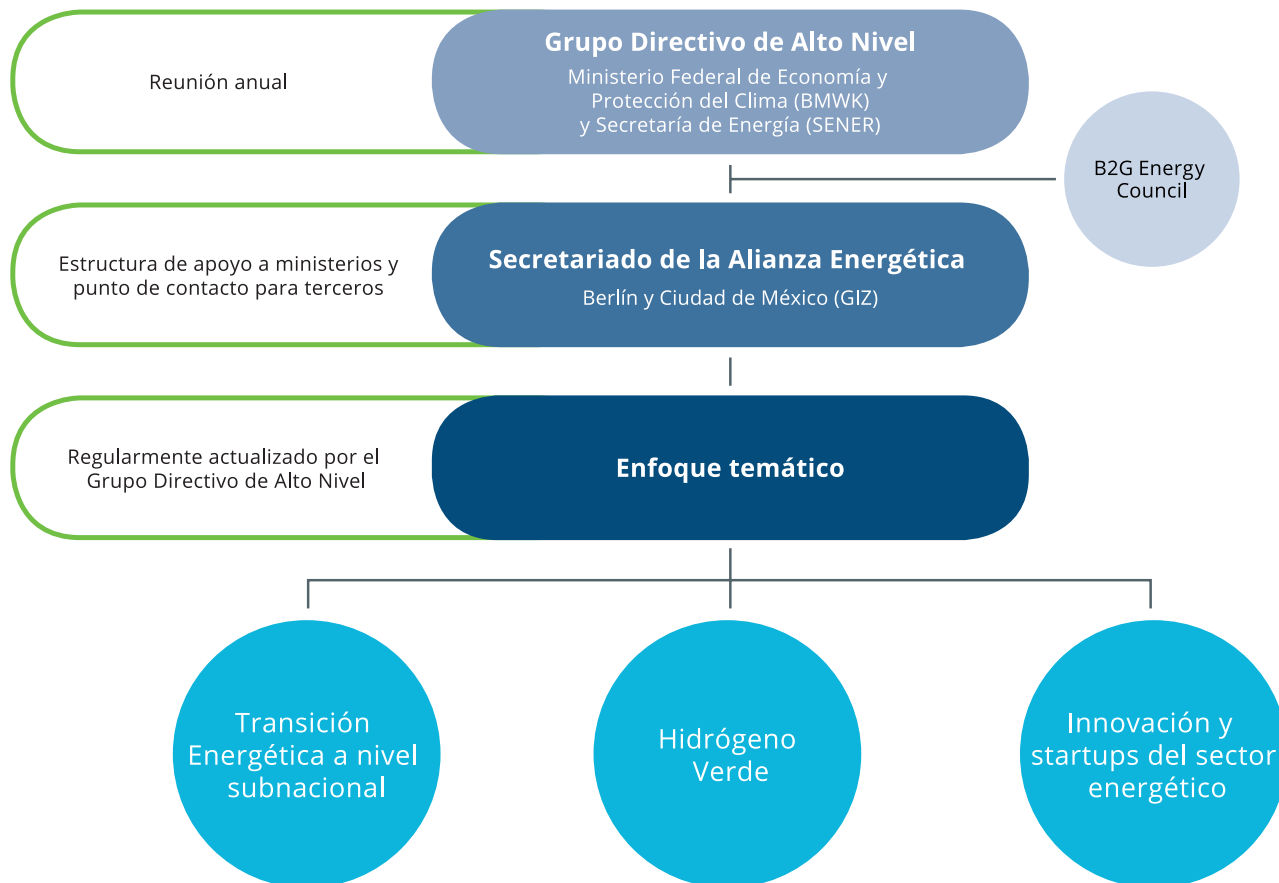 Reunión anual
Grupo Directivo de Alto Nivel
Ministerio Federal de Economía y
Protección del Clima (BMWK)
y Secretaría de Energía (SENER)
B2G Energy
Council
Estructura de apoyo a ministerios y
punto de contacto para terceros
Secretariado de la Alianza Energética
Berlín y Ciudad de México (GIZ)
Regularmente actualizado por el
Grupo Directivo de Alto Nivel
Enfoque temático
Transición
Energética a nivel
subnacional
Hidrógeno
Verde
Innovación y
startups del sector
energético